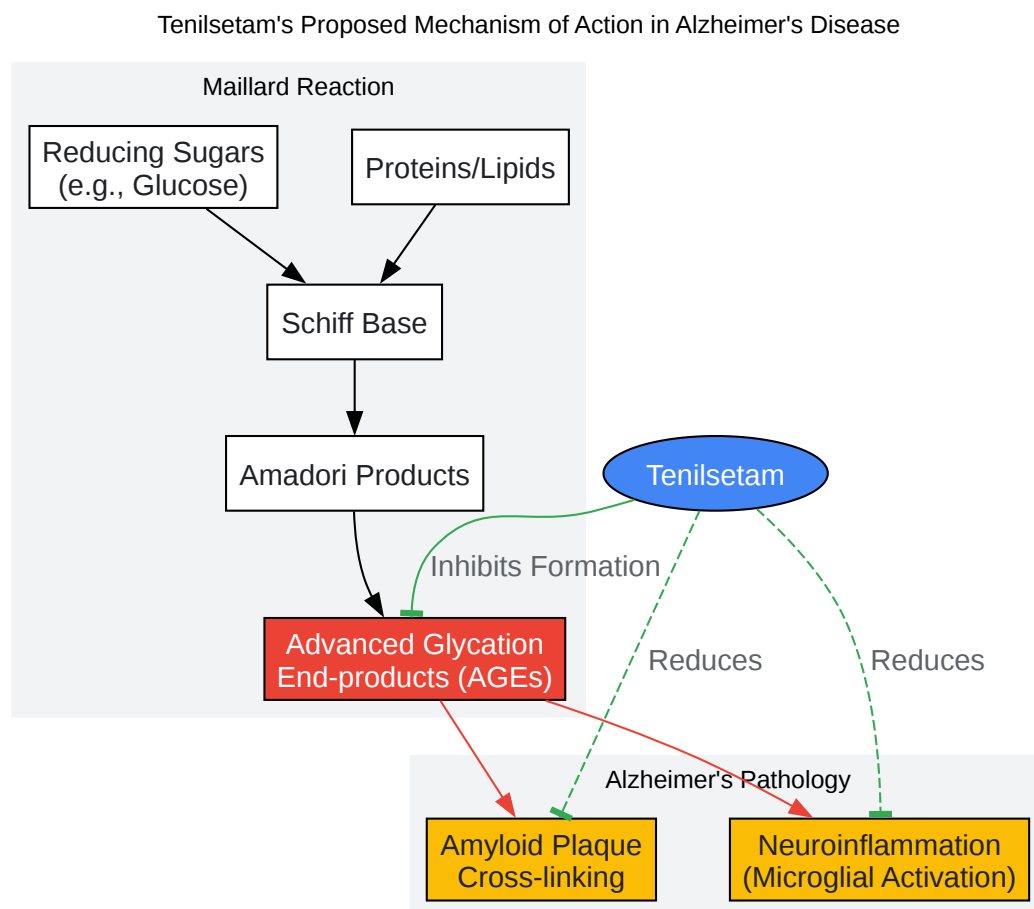 Tenilsetam's Proposed Mechanism of Action in Alzheimer's Disease
Maillard Reaction
Reducing Sugars
(e.g., Glucose)
Proteins/Lipids
Schiff Base
Amadori Products
Tenilsetam
Inhibits Formation
Advanced Glycation
End-products (AGEs)
Reduces
Reduces
Alzheimer's Pathology
Amyloid Plaque
Cross-linking
Neuroinflammation
(Microglial Activation)